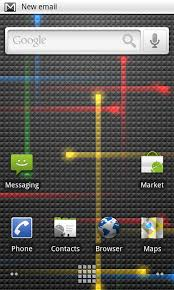 New email
Google
Messaging
Market
Phone
Contacts
Browser
Maps